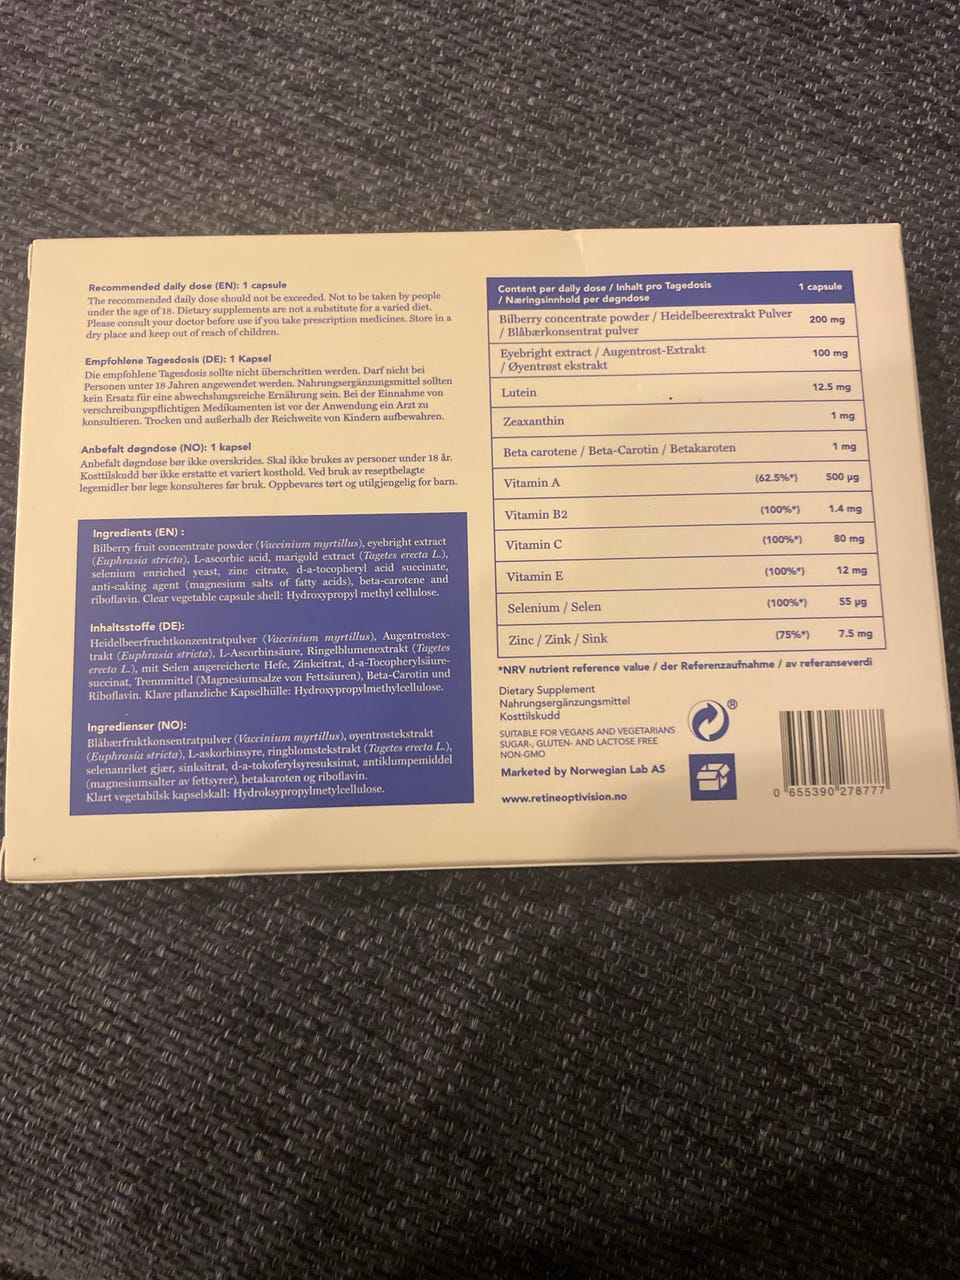 Recommended daily dose (EN): 1 capsule
The recommended daily dose should not be exceeded. Not to be taken by people
under the age of 18. Dietary supplements are not a substitute for a varied diet.
Please consult your doctor before use if you take prescription medicines. Store in a
dry place and keep out of reach of children.
Empfohlene Tagesdosis (DE): 1 Kapsel
Die empfohlene Tagesdosis sollte nicht überschritten werden. Darf nicht bei
Personen unter 18 Jahren angewendet werden. Nahrungsergänzungsmittel sollten
kein Ersatz für eine abwechslungsreiche Ernährung sein. Bei der Einnahme von
verschreibungspflichtigen Medikamenten ist vor der Anwendung ein Arzt zu
konsultieren. Trocken und außerhalb der Reichweite von Kindern aufbewahren.
Anbefalt døgndose (NO): 1 kapsel
Anbefalt døgndose bør ikke overskrides. Skal ikke brukes av personer under 18 år.
Kosttilskudd bør ikke erstatte et variert kosthold. Ved bruk av reseptbelagte
legemidler bør lege konsulteres før bruk. Oppbevares tørt og utilgjengelig for barn.
Ingredients (EN) :
Bilberry fruit concentrate powder (Vaccinium myrtillus), eyebright extract
(Euphrasia stricta), L-ascorbic acid, marigold extract (Tagetes erecta L.),
selenium enriched yeast, zinc citrate, d-a-tocopheryl acid succinate,
anti-caking agent (magnesium salts of fatty acids), beta-carotene and
riboflavin. Clear vegetable capsule shell: Hydroxypropyl methyl cellulose.
Inhaltsstoffe (DE):
Heidelbeerfruchtkonzentratpulver (Vaccinium myrtillus), Augentrostex-
trakt (Euphrasia stricta), L-Ascorbinsäure, Ringelblumenextrakt (Tagetes
erecta L.), mit Selen angereicherte Hefe, Zinkcitrat, d-a-Tocopherylsäure-
succinat, Trennmittel (Magnesiumsalze von Fettsäuren), Beta-Carotin und
Riboflavin. Klare pflanzliche Kapselhülle: Hydroxypropylmethylcellulose.
Ingredienser (NO):
Blåbærfruktkonsentratpulver (Vaccinium myrtillus), oyentrostekstrakt
(Euphrasia stricta), L-askorbinsyre, ringblomstekstrakt (Tagetes erecta L.),
selenanriket gjær, sinksitrat, d-a-tokoferylsyresuksinat, antiklumpemiddel
(magnesiumsalter av fettsyrer), betakaroten og riboflavin.
Klart vegetabilsk kapselskall: Hydroksypropylmetylcellulose.
Content per daily dose / Inhalt pro Tagedosis
/ Næringsinnhold per døgndose 1 capsule
Bilberry concentrate powder / Heidelbeerextrakt Pulver
/ Blåbærkonsentrat pulver 200 mg
Eyebright extract / Augentrost-Extrakt
/ Øyentrøst ekstrakt 100 mg
Lutein 12.5 mg
Zeaxanthin 1 mg
Beta carotene / Beta-Carotin / Betakaroten 1 mg
Vitamin A (62.5%*) 500 µg
Vitamin B2 (100%*) 1.4 mg
Vitamin C (100%*) 80 mg
Vitamin E (100%*) 12 mg
Selenium / Selen (100%*) 55 µg
Zinc / Zink / Sink (75%*) 7.5 mg
*NRV nutrient reference value / der Referenzaufnahme / av referanseverdi
Dietary Supplement
Nahrungsergänzungsmittel
Kosttilskudd
SUITABLE FOR VEGANS AND VEGETARIANS
SUGAR-, GLUTEN- AND LACTOSE FREE
NON-GMO
Marketed by Norwegian Lab AS
www.retineoptivision.no
®
0 655390 278777